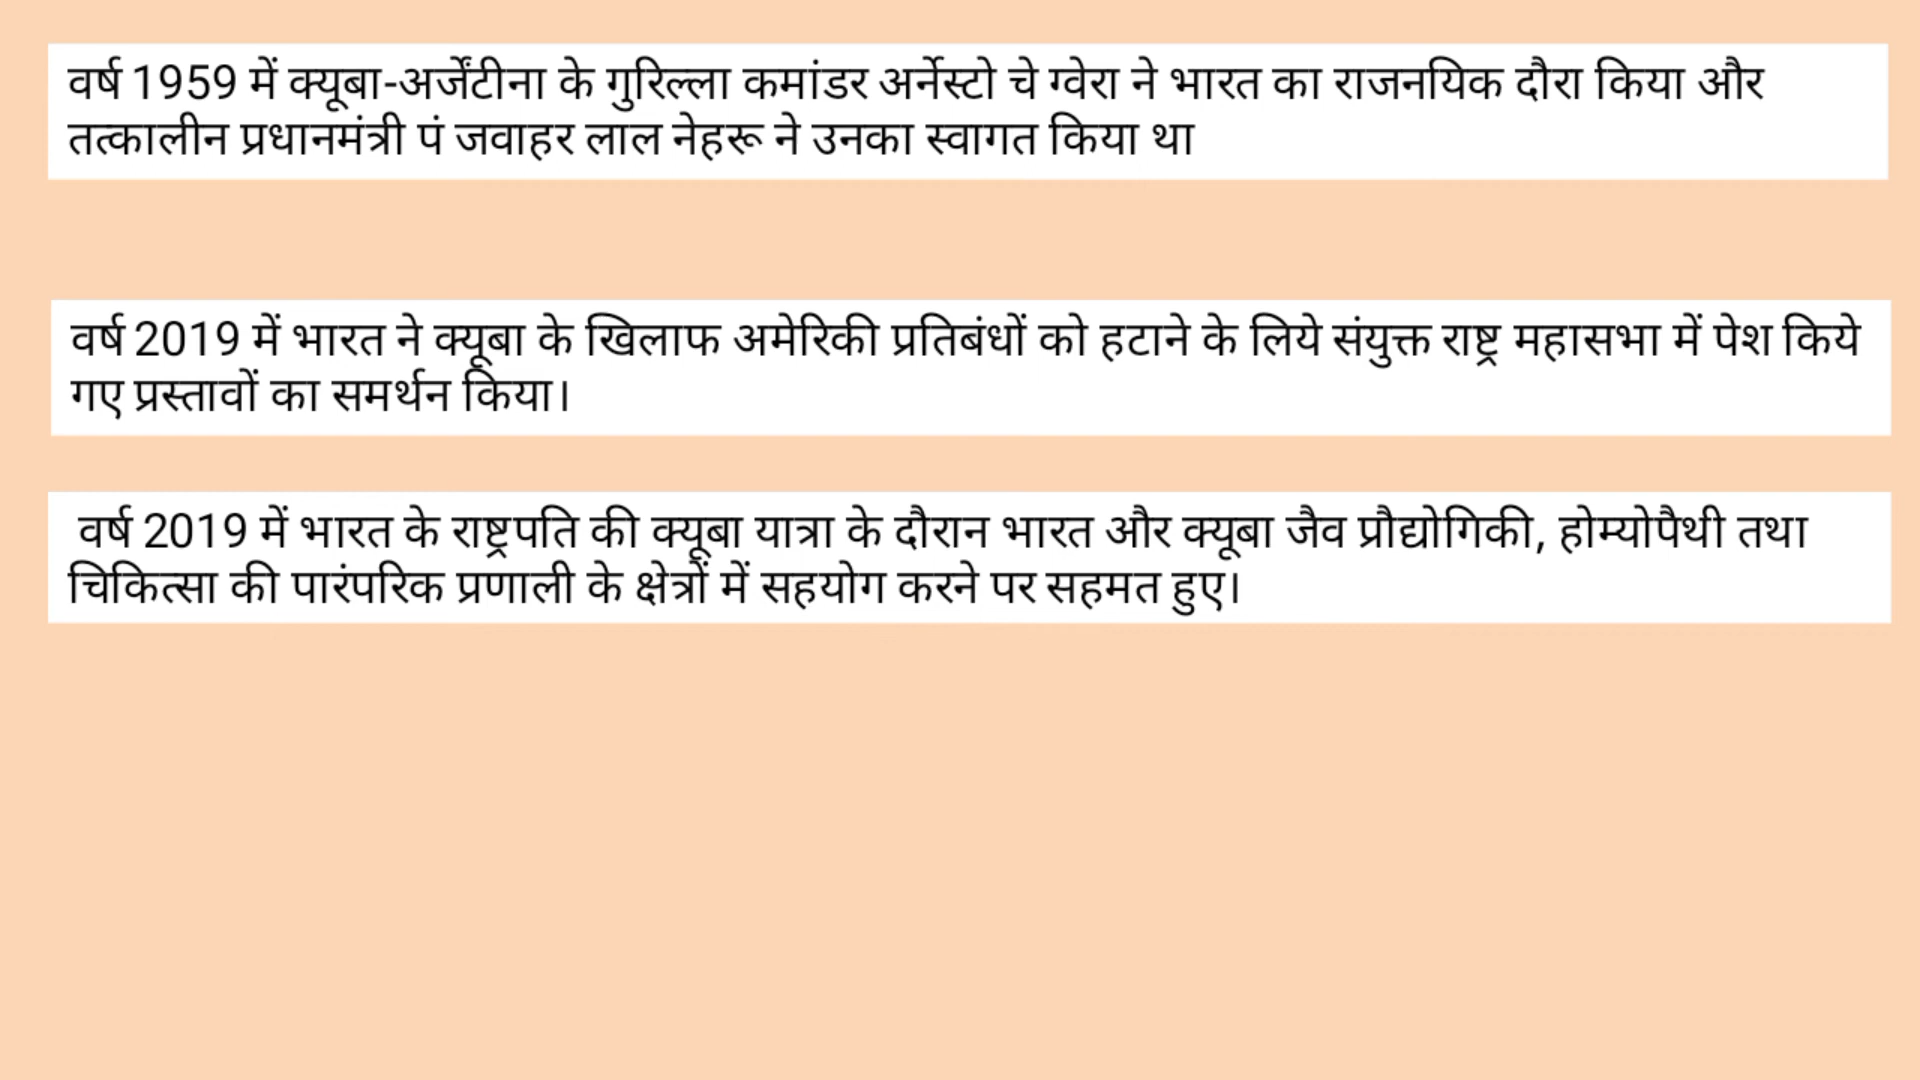 वर्ष 1959 में क्यूबा-अर्जेंटीना के गुरिल्ला कमांडर अर्नेस्टो चे ग्वेरा ने भारत का राजनयिक दौरा किया और
तत्कालीन प्रधानमंत्री पं जवाहर लाल नेहरू ने उनका स्वागत किया था
वर्ष 2019 में भारत ने क्यूबा के खिलाफ अमेरिकी प्रतिबंधों को हटाने के लिये संयुक्त राष्ट्र महासभा में पेश किये
गए प्रस्तावों का समर्थन किया।
वर्ष 2019 में भारत के राष्ट्रपति की क्यूबा यात्रा के दौरान भारत और क्यूबा जैव प्रौद्योगिकी, होम्योपैथी तथा
चिकित्सा की पारंपरिक प्रणाली के क्षेत्रों में सहयोग करने पर सहमत हुए।